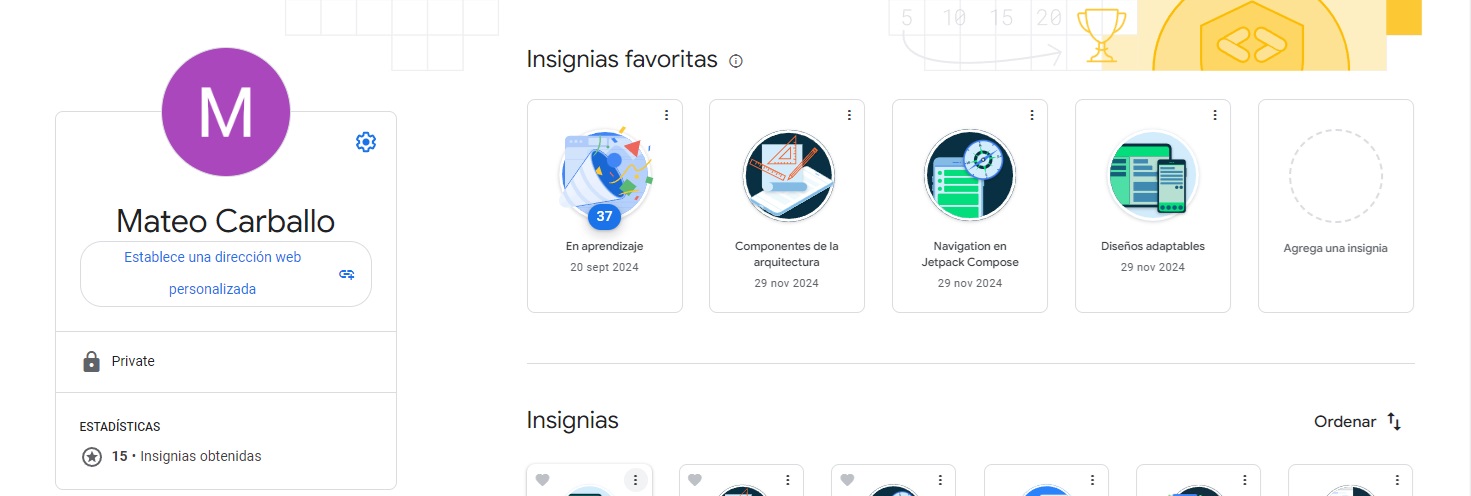 5 10 15 20
M
Mateo Carballo
Establece una dirección web
personalizada
Private
ESTADÍSTICAS
15 • Insignias obtenidas
Insignias favoritas
37
En aprendizaje
20 sept 2024
Componentes de la
arquitectura
29 nov 2024
Navigation en
Jetpack Compose
29 nov 2024
Diseños adaptables
29 nov 2024
Agrega una insignia
Insignias
Ordenar